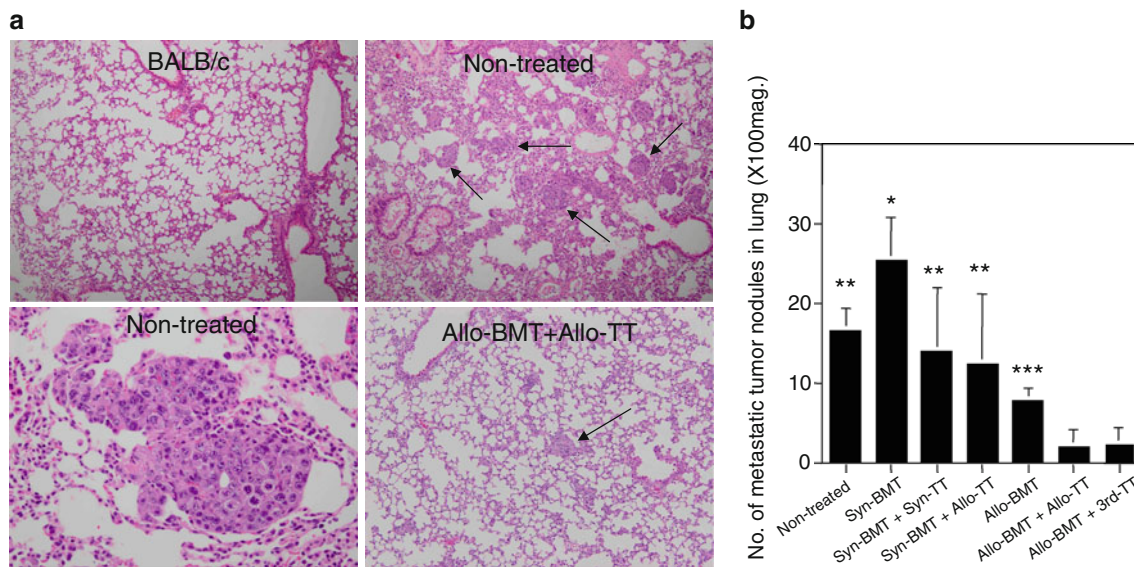 a
BALB/c
Non-treated
Non-treated
Allo-BMT+Allo-TT
b
No. of metastatic tumor nodules in lung (X100mag.)
40
30
20
10
0
**
*
**
**
***
Non-treated
Syn-BMT
Syn-BMT + Syn-TT
Syn-BMT + Allo-TT
Allo-BMT
Allo-BMT + Allo-TT
Allo-BMT + 3rd-TT